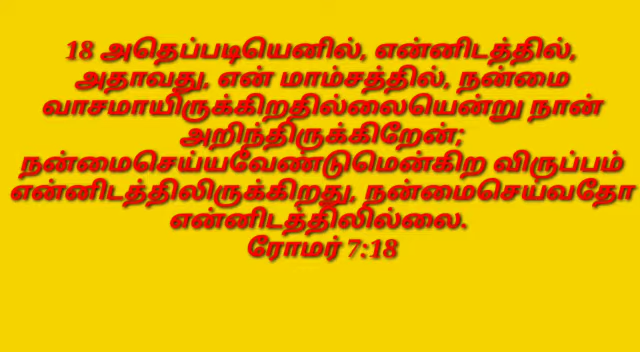 18 அதெப்படியெனில், என்னிடத்தில்,
அதாவது, என் மாம்சத்தில், நன்மை
வாசமாயிருக்கிறதில்லையென்று நான்
அறிந்திருக்கிறேன்;
நன்மைசெய்யவேண்டுமென்கிற விருப்பம்
என்னிடத்திலிருக்கிறது, நன்மைசெய்வதோ
என்னிடத்திலில்லை.
ரோமர் 7:18